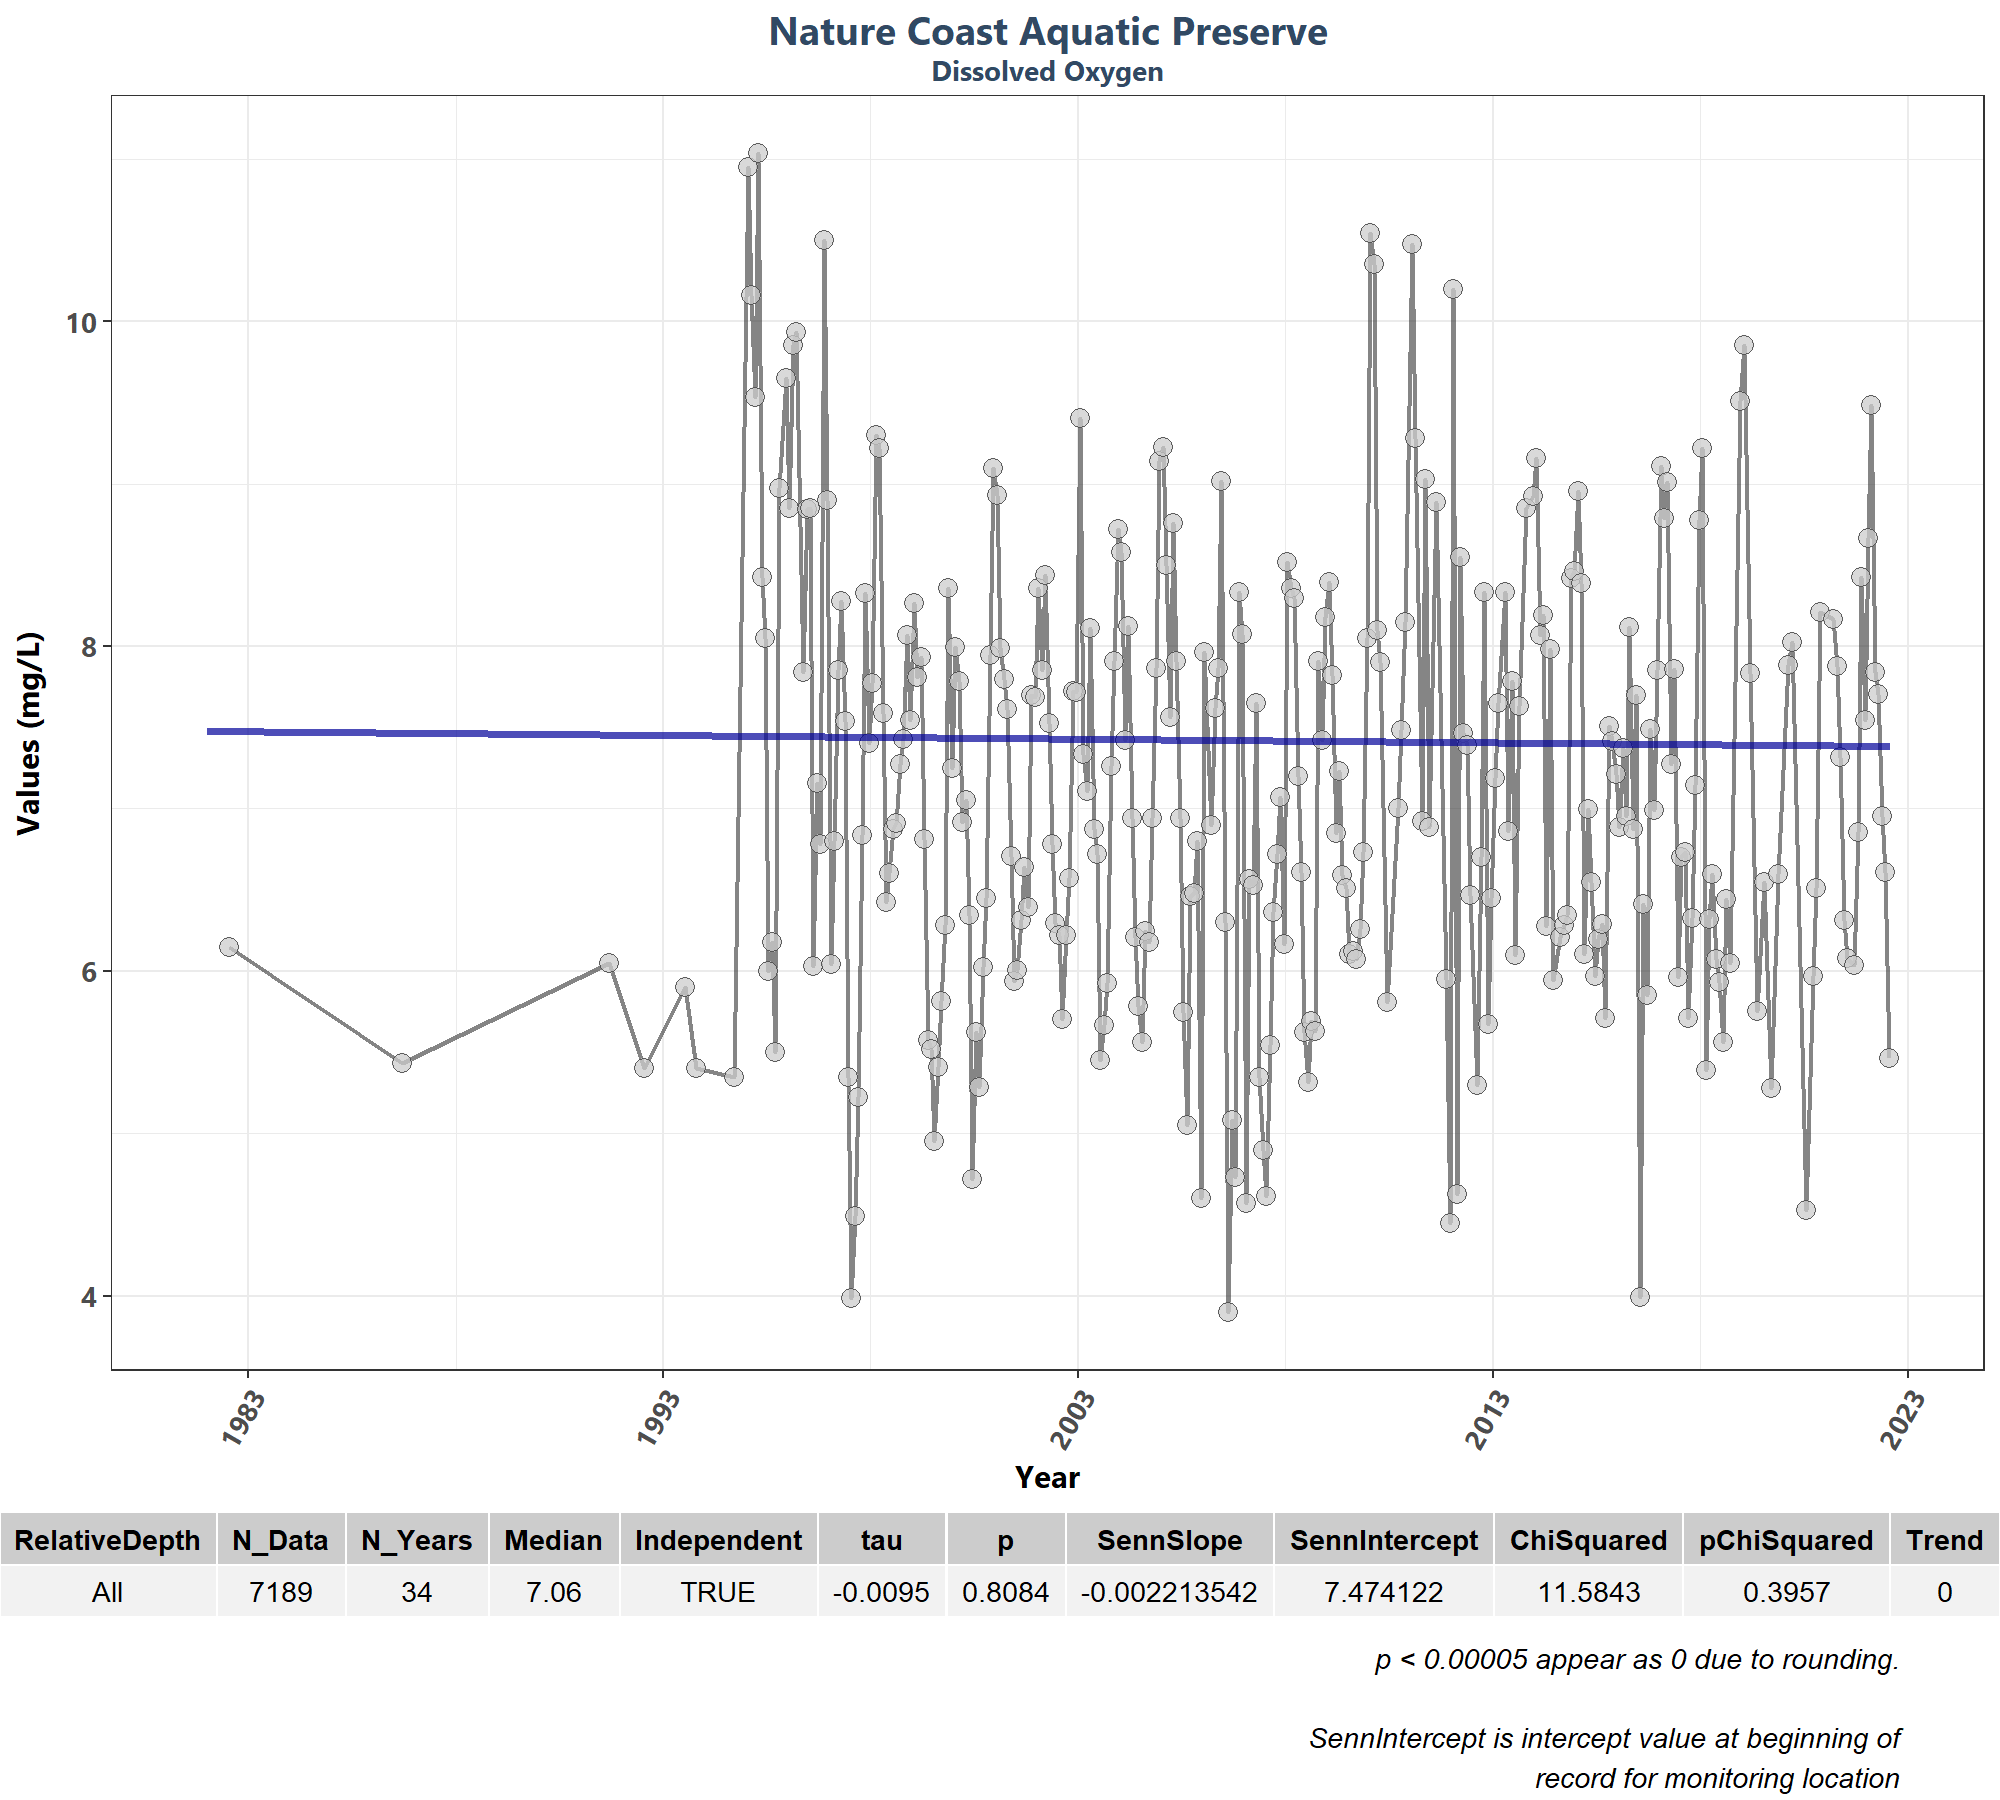 Nature Coast Aquatic Preserve
Dissolved Oxygen
Values (mg/L)
10
8
6
4
1983
1993
2003
2013
2023
Year
RelativeDepth N_Data N_Years Median Independent tau p SennSlope SennIntercept ChiSquared pChiSquared Trend
All 7189 34 7.06 TRUE -0.0095 0.8084 -0.002213542 7.474122 11.5843 0.3957 0
p < 0.00005 appear as 0 due to rounding.
SennIntercept is intercept value at beginning of
record for monitoring location